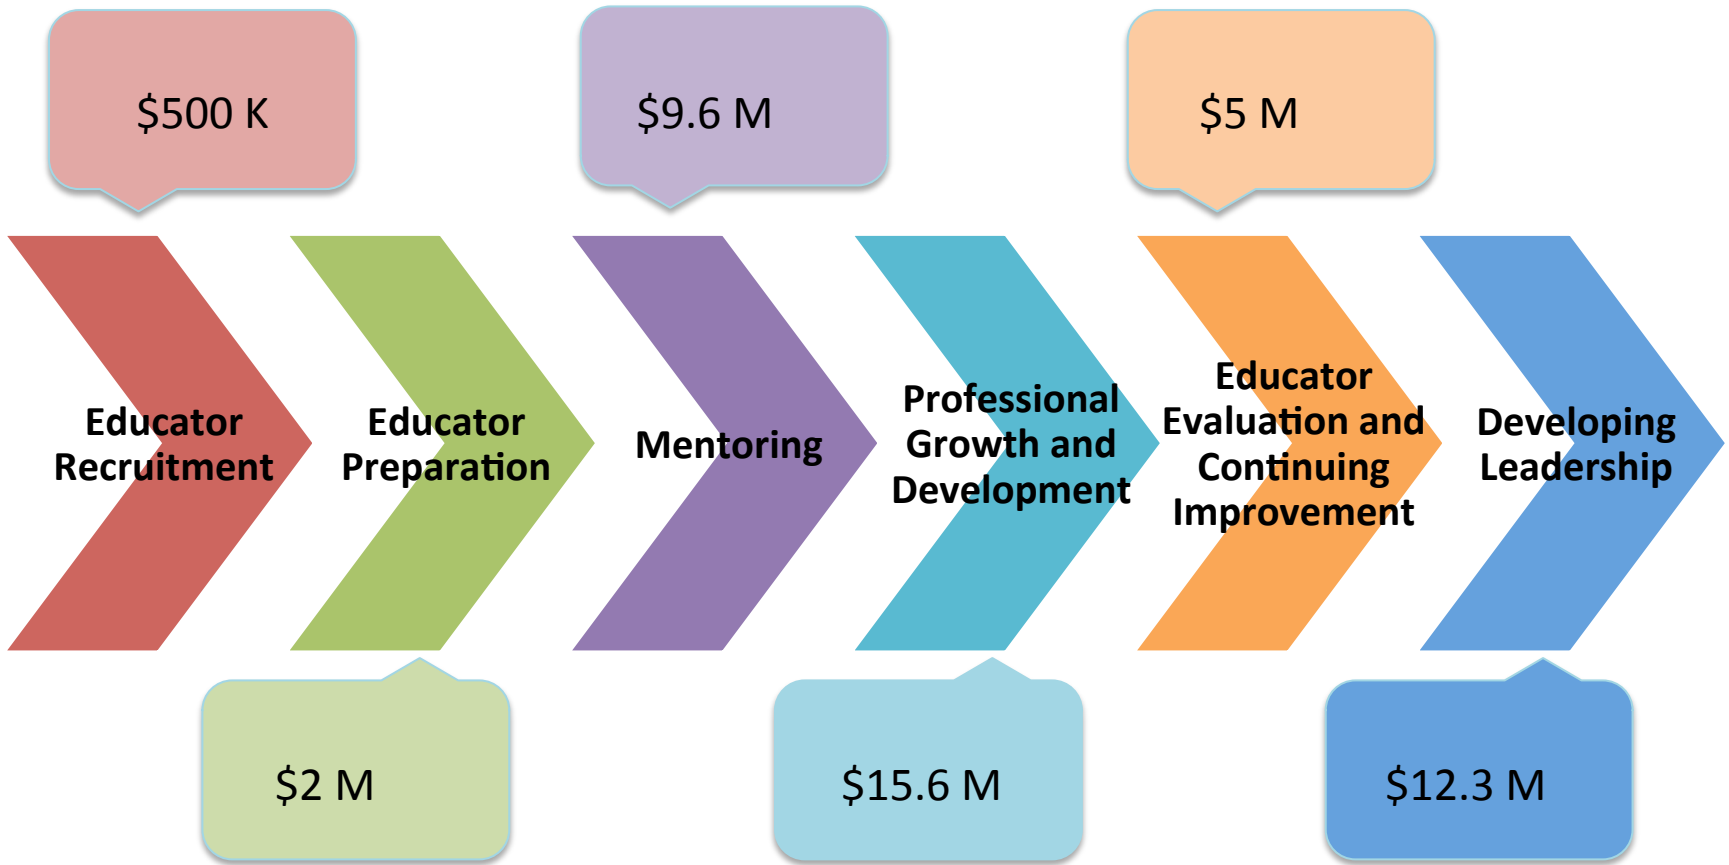 $500 K
$9.6 M
$5 M
Educator
Recruitment
Educator
Preparation
Mentoring
Professional
Growth and
Development
Educator
Evaluation and
Continuing
Improvement
Developing
Leadership
$2 M
$15.6 M
$12.3 M